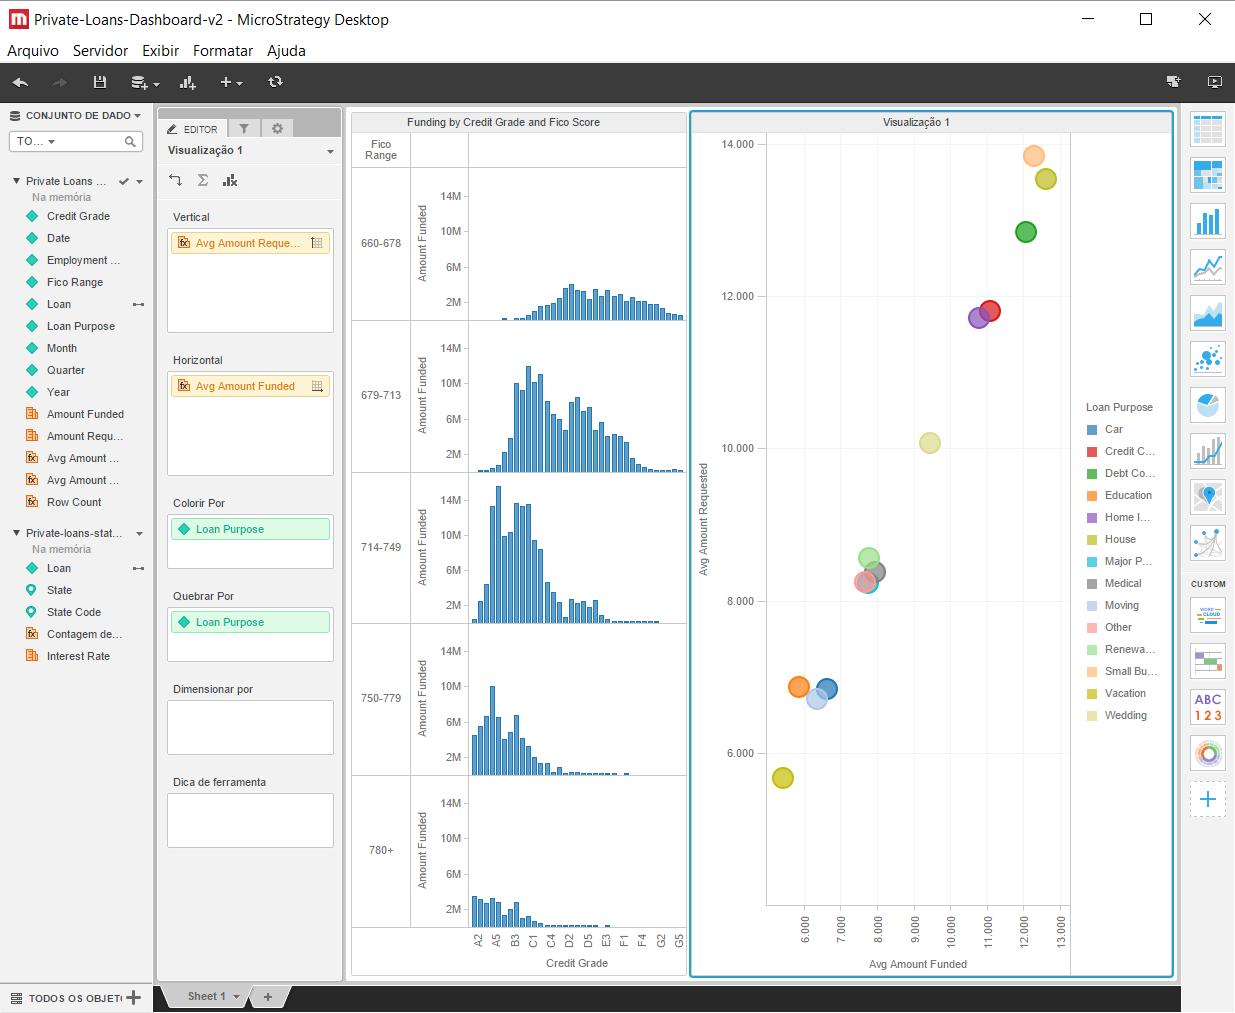 Private-Loans-Dashboard-v2 - MicroStrategy Desktop
Arquivo Servidor Exibir Formatar Ajuda
CONJUNTO DE DADO
TO...
Private Loans ...
Na memória
Credit Grade
Date
Employment ...
Fico Range
Loan
Loan Purpose
Month
Quarter
Year
Amount Funded
Amount Requ...
Avg Amount ...
Avg Amount ...
Row Count
Private-loans-stat...
Na memória
Loan
State
State Code
Contagem de...
Interest Rate
TODOS OS OBJET
EDITOR
Visualização 1
Vertical
Avg Amount Reque...
Horizontal
Avg Amount Funded
Colorir Por
Loan Purpose
Quebrar Por
Loan Purpose
Dimensionar por
Dica de ferramenta
Funding by Credit Grade and Fico Score
Fico
Range
660-678
Amount Funded
14M
10M
6M
2M
679-713
Amount Funded
14M
10M
6M
2M
714-749
Amount Funded
14M
10M
6M
2M
750-779
Amount Funded
14M
10M
6M
2M
780+
Amount Funded
14M
10M
6M
2M
A2 A5 B3 C1 C4 D2 D5 E3 F1 F4 G2 G5
Credit Grade
Visualização 1
Avg Amount Requested
14.000
12.000
10.000
8.000
6.000
6.000 7.000 8.000 9.000 10.000 11.000 12.000 13.000
Avg Amount Funded
Loan Purpose
Car
Credit C...
Debt Co...
Education
Home I...
House
Major P...
Medical
Moving
Other
Renewa...
Small Bu...
Vacation
Wedding
CUSTOM
WORD
CLOUD
ABC
123
Sheet 1